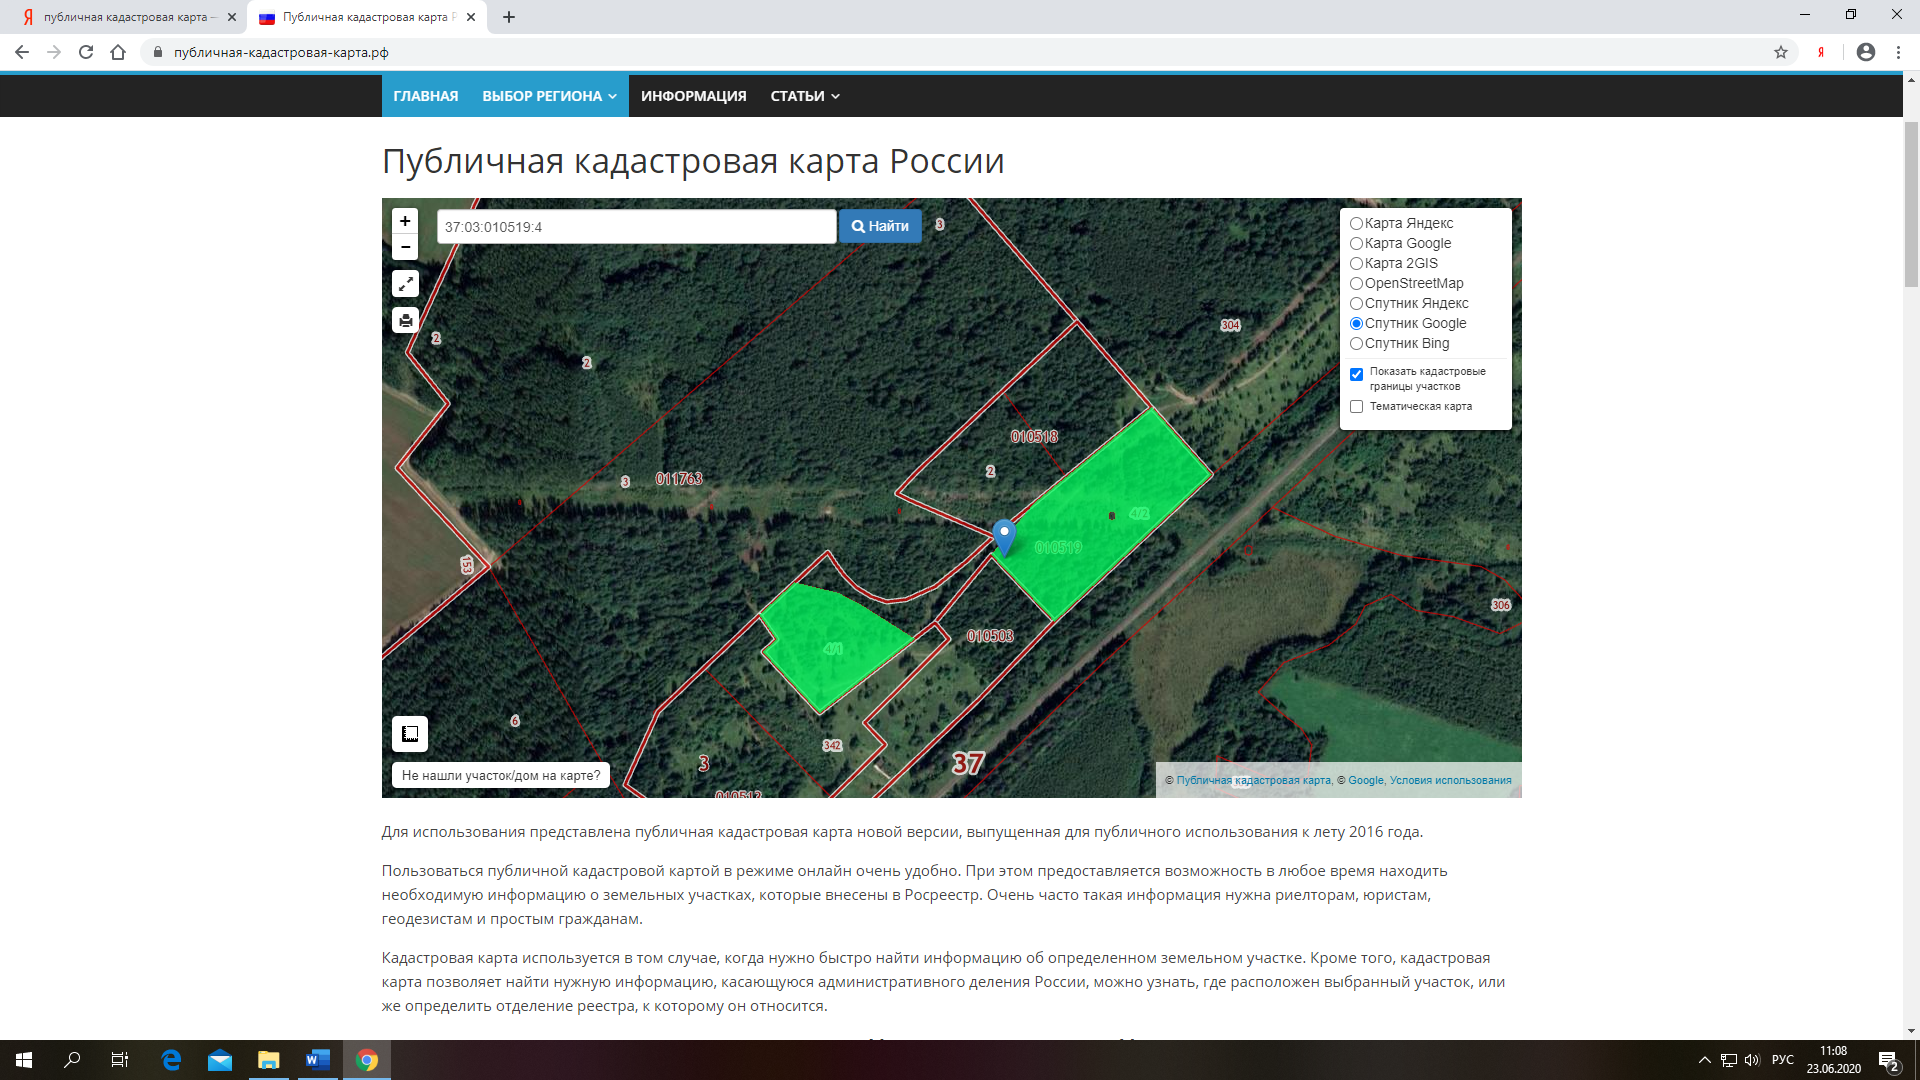 публичная кадастровая карта –
Публичная кадастровая карта Р
публичная-кадастровая-карта.рф
ГЛАВНАЯ
ВЫБОР РЕГИОНА
ИНФОРМАЦИЯ
СТАТЬИ
Публичная кадастровая карта России
+
−
37:03:010519:4
Найти
Карта Яндекс
Карта Google
Карта 2GIS
OpenStreetMap
Спутник Яндекс
Спутник Google
Спутник Bing
Показать кадастровые
границы участков
Тематическая карта
3
304
2
2
010518
2
3
011763
4/2
010519
153
306
010503
4/1
6
342
3
37
010512
Не нашли участок/дом на карте?
© Публичная кадастровая карта, © Google, Условия использования
Для использования представлена публичная кадастровая карта новой версии, выпущенная для публичного использования к лету 2016 года.
Пользоваться публичной кадастровой картой в режиме онлайн очень удобно. При этом предоставляется возможность в любое время находить
необходимую информацию о земельных участках, которые внесены в Росреестр. Очень часто такая информация нужна риелторам, юристам,
геодезистам и простым гражданам.
Кадастровая карта используется в том случае, когда нужно быстро найти информацию об определенном земельном участке. Кроме того, кадастровая
карта позволяет найти нужную информацию, касающуюся административного деления России, можно узнать, где расположен выбранный участок, или
же определить отделение реестра, к которому он относится.
РУС
11:08
23.06.2020
2